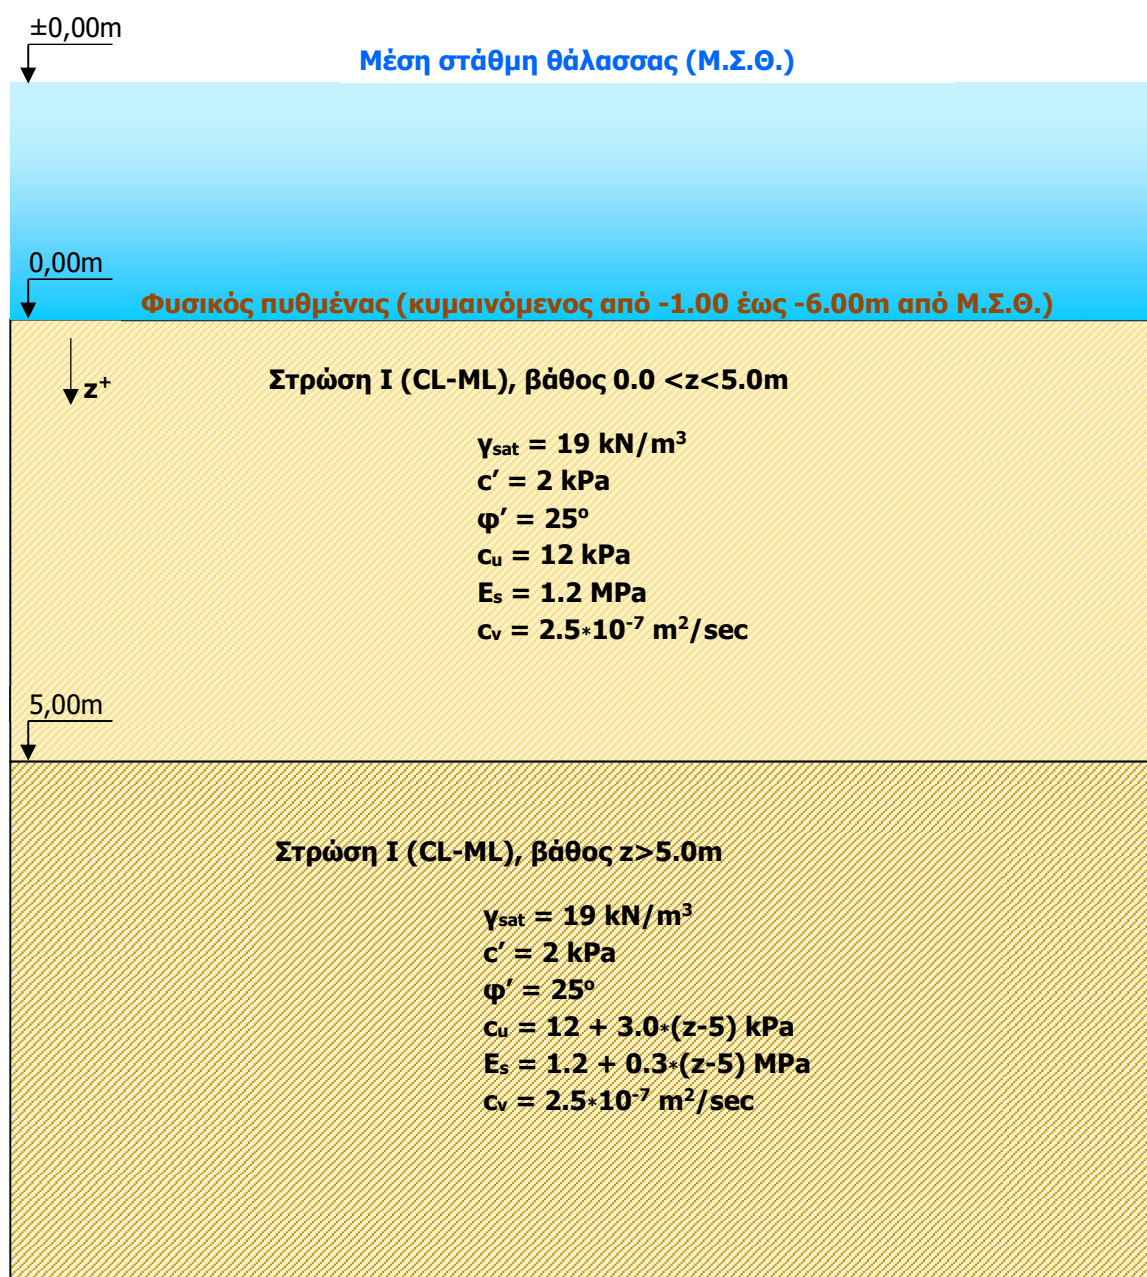 ±0,00m
Μέση στάθμη θάλασσας (Μ.Σ.Θ.)
0,00m
Φυσικός πυθμένας (κυμαινόμενος από -1.00 έως -6.00m από Μ.Σ.Θ.)
z⁺
Στρώση I (CL-ML), βάθος 0.0 <z<5.0m
γsat = 19 kN/m³
c’ = 2 kPa
φ’ = 25º
cu = 12 kPa
Es = 1.2 MPa
cv = 2.5*10⁻⁷ m²/sec
5,00m
Στρώση I (CL-ML), βάθος z>5.0m
γsat = 19 kN/m³
c’ = 2 kPa
φ’ = 25º
cu = 12 + 3.0*(z-5) kPa
Es = 1.2 + 0.3*(z-5) MPa
cv = 2.5*10⁻⁷ m²/sec